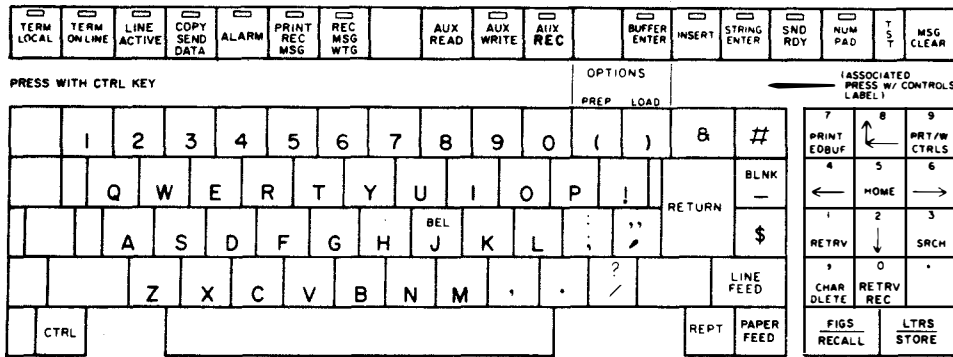 TERM LOCAL
TERM ONLINE
LINE ACTIVE
COPY SEND DATA
ALARM
PRINT REC MSG
REC MSG WTG
AUX READ
AUX WRITE
AUX REC
BUFFER ENTER
INSERT
STRING ENTER
SND RDY
NUM PAD
TST
MSG CLEAR
PRESS WITH CTRL KEY
OPTIONS
PREP LOAD
(ASSOCIATED
PRESS W/ CONTROLS
LABEL)
1 2 3 4 5 6 7 8 9 0 ( ) & #
Q W E R T Y U I O P ! RETURN BLNK _
A S D F G H BEL J K L : ; ,, ' $
Z X C V B N M , . ? / LINE FEED
CTRL REPT PAPER FEED
7 8 9
PRINT EDBUF PRT/W CTRLS
4 5 6
← HOME →
1 2 3
RETRV ↓ SRCH
, 0 .
CHAR DLETE RETRV REC
FIGS RECALL LTRS STORE